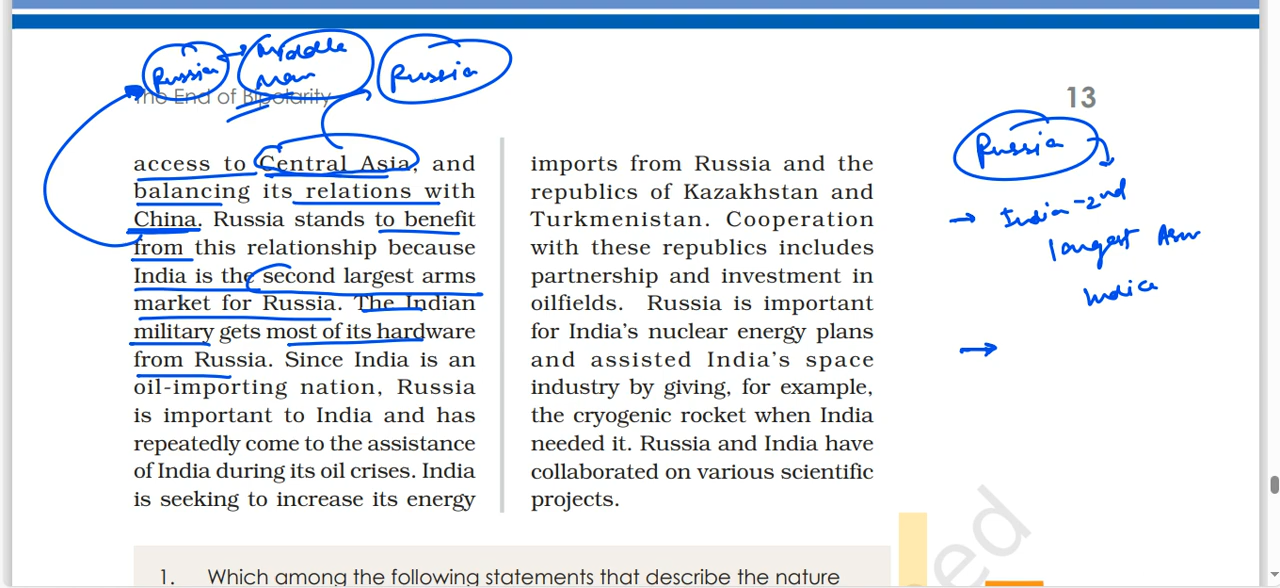 Russia
Middle
Man
Russia
The End of Bipolarity
13
access to Central Asia, and
balancing its relations with
China. Russia stands to benefit
from this relationship because
India is the second largest arms
market for Russia. The Indian
military gets most of its hardware
from Russia. Since India is an
oil-importing nation, Russia
is important to India and has
repeatedly come to the assistance
of India during its oil crises. India
is seeking to increase its energy
imports from Russia and the
republics of Kazakhstan and
Turkmenistan. Cooperation
with these republics includes
partnership and investment in
oilfields. Russia is important
for India's nuclear energy plans
and assisted India's space
industry by giving, for example,
the cryogenic rocket when India
needed it. Russia and India have
collaborated on various scientific
projects.
Russia
→ India - 2nd
largest
India
→
ed
1. Which among the following statements that describe the nature